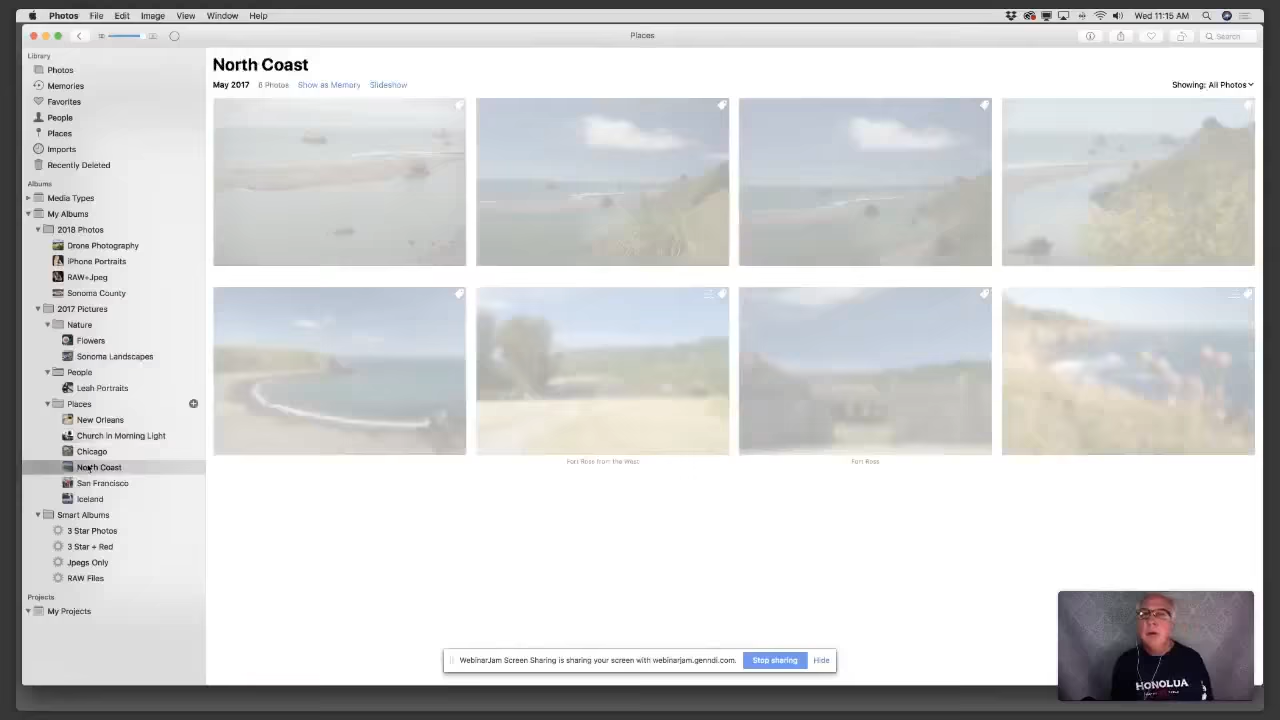 Photos File Edit Image View Window Help
Wed 11:15 AM
Places
Search
Library
Photos
Memories
Favorites
People
Places
Imports
Recently Deleted
Albums
Media Types
My Albums
2018 Photos
Drone Photography
iPhone Portraits
RAW+Jpeg
Sonoma County
2017 Pictures
Nature
Flowers
Sonoma Landscapes
People
Leah Portraits
Places
New Orleans
Church in Morning Light
Chicago
North Coast
San Francisco
Iceland
Smart Albums
3 Star Photos
3 Star + Red
Jpegs Only
RAW Files
Projects
My Projects
North Coast
May 2017 8 Photos Show as Memory Slideshow
Showing: All Photos
Fort Ross from the West
Fort Ross
WebinarJam Screen Sharing is sharing your screen with webinarjam.genndi.com. Stop sharing Hide
HONOLUA